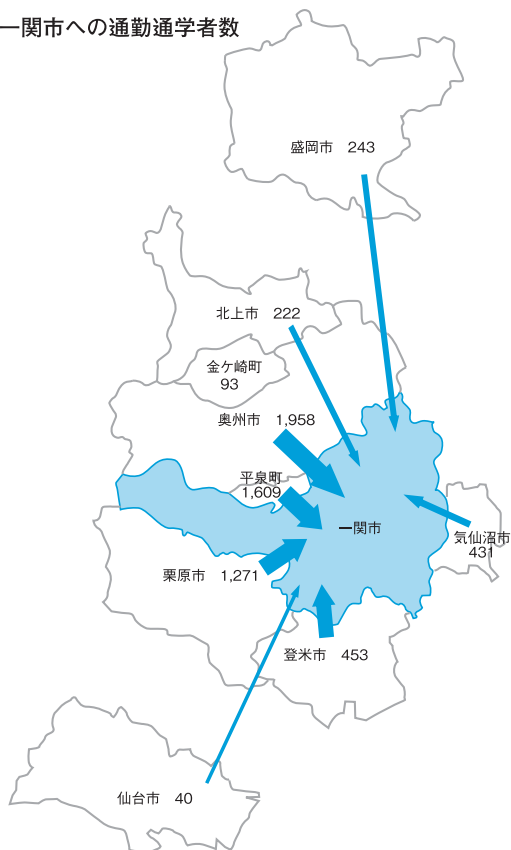 一関市への通勤通学者数
盛岡市 243
北上市 222
金ケ崎町
93
奥州市 1,958
平泉町
1,609
一関市
気仙沼市
431
栗原市 1,271
登米市 453
仙台市 40